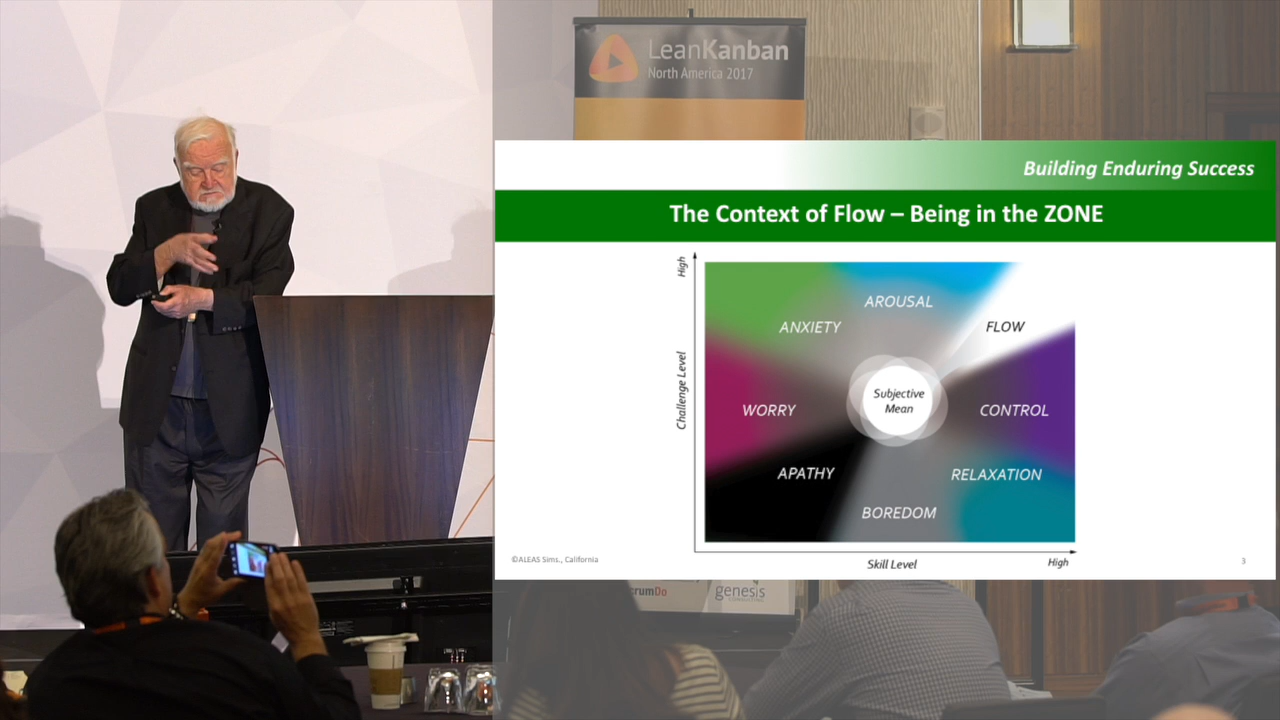 LeanKanban
North America 2017
Building Enduring Success
The Context of Flow – Being in the ZONE
High
Challenge Level
AROUSAL
ANXIETY
FLOW
Subjective
Mean
WORRY
CONTROL
APATHY
RELAXATION
BOREDOM
©ALEAS Sims., California
Skill Level
High
3
crumDo
genesis